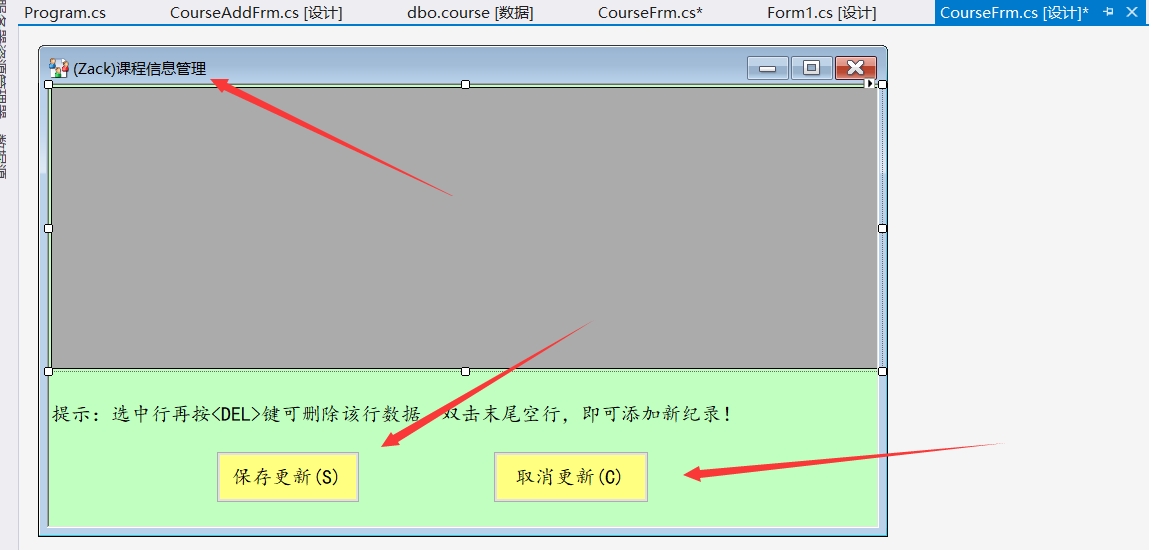 Program.cs CourseAddFrm.cs [设计] dbo.course [数据] CourseFrm.cs* Form1.cs [设计] CourseFrm.cs [设计]*
服务器资源管理器 数据源
(Zack)课程信息管理
提示：选中行再按<DEL>键可删除该行数据 双击末尾空行，即可添加新纪录！
保存更新(S) 取消更新(C)